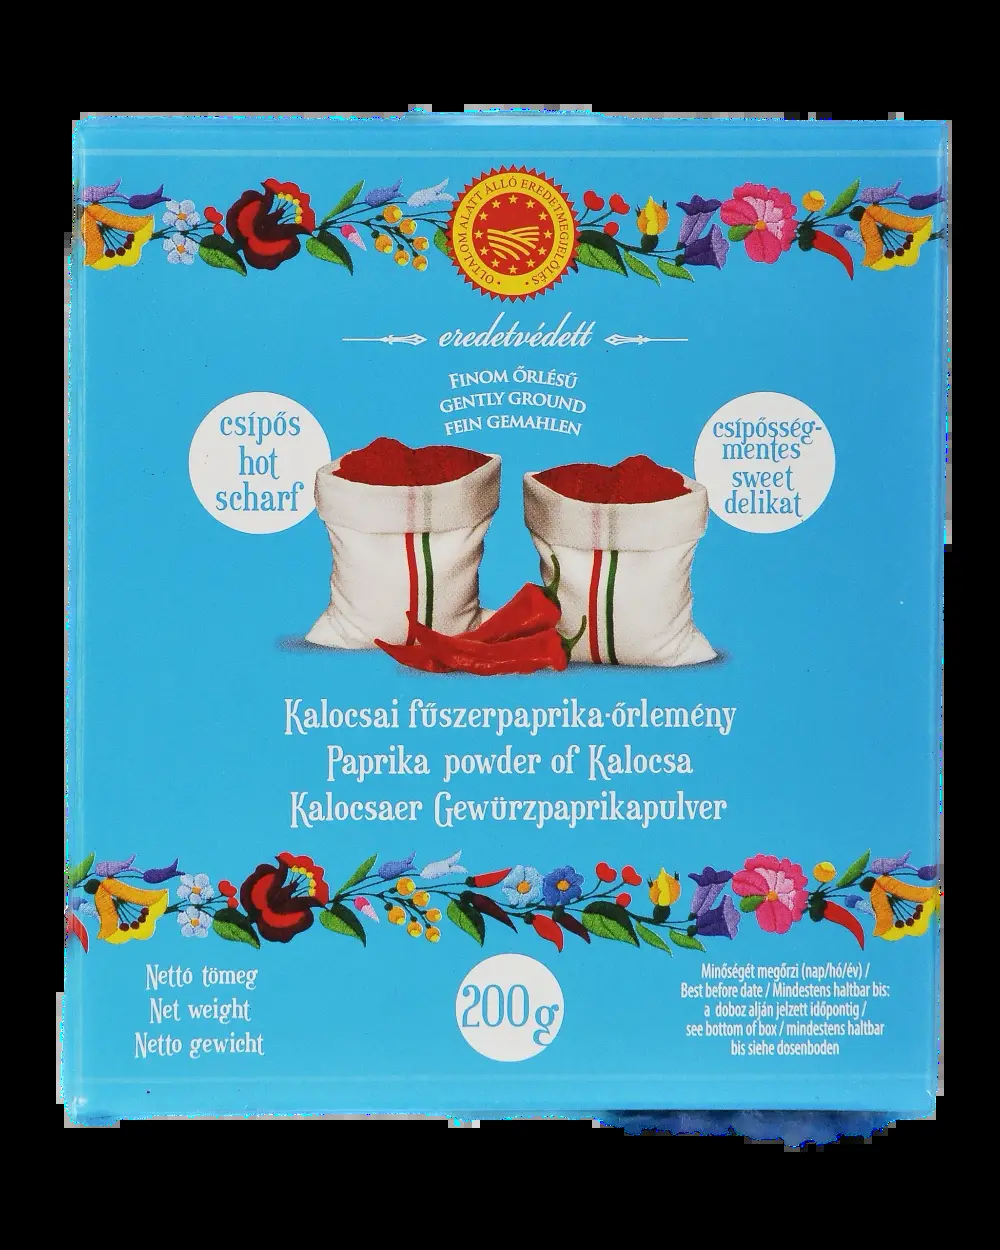 OLTALOM ALATT ÁLLÓ EREDETMEGJELÖLÉS
eredetvédett
FINOM ŐRLÉSŰ
GENTLY GROUND
FEIN GEMAHLEN
csípős
hot
scharf
csípősség-
mentes
sweet
delikat
Kalocsai fűszerpaprika-őrlemény
Paprika powder of Kalocsa
Kalocsaer Gewürzpaprikapulver
Nettó tömeg
Net weight
Netto gewicht
200g
Minőségét megőrzi (nap/hó/év) /
Best before date / Mindestens haltbar bis:
a doboz alján jelzett időpontig /
see bottom of box / mindestens haltbar
bis siehe dosenboden